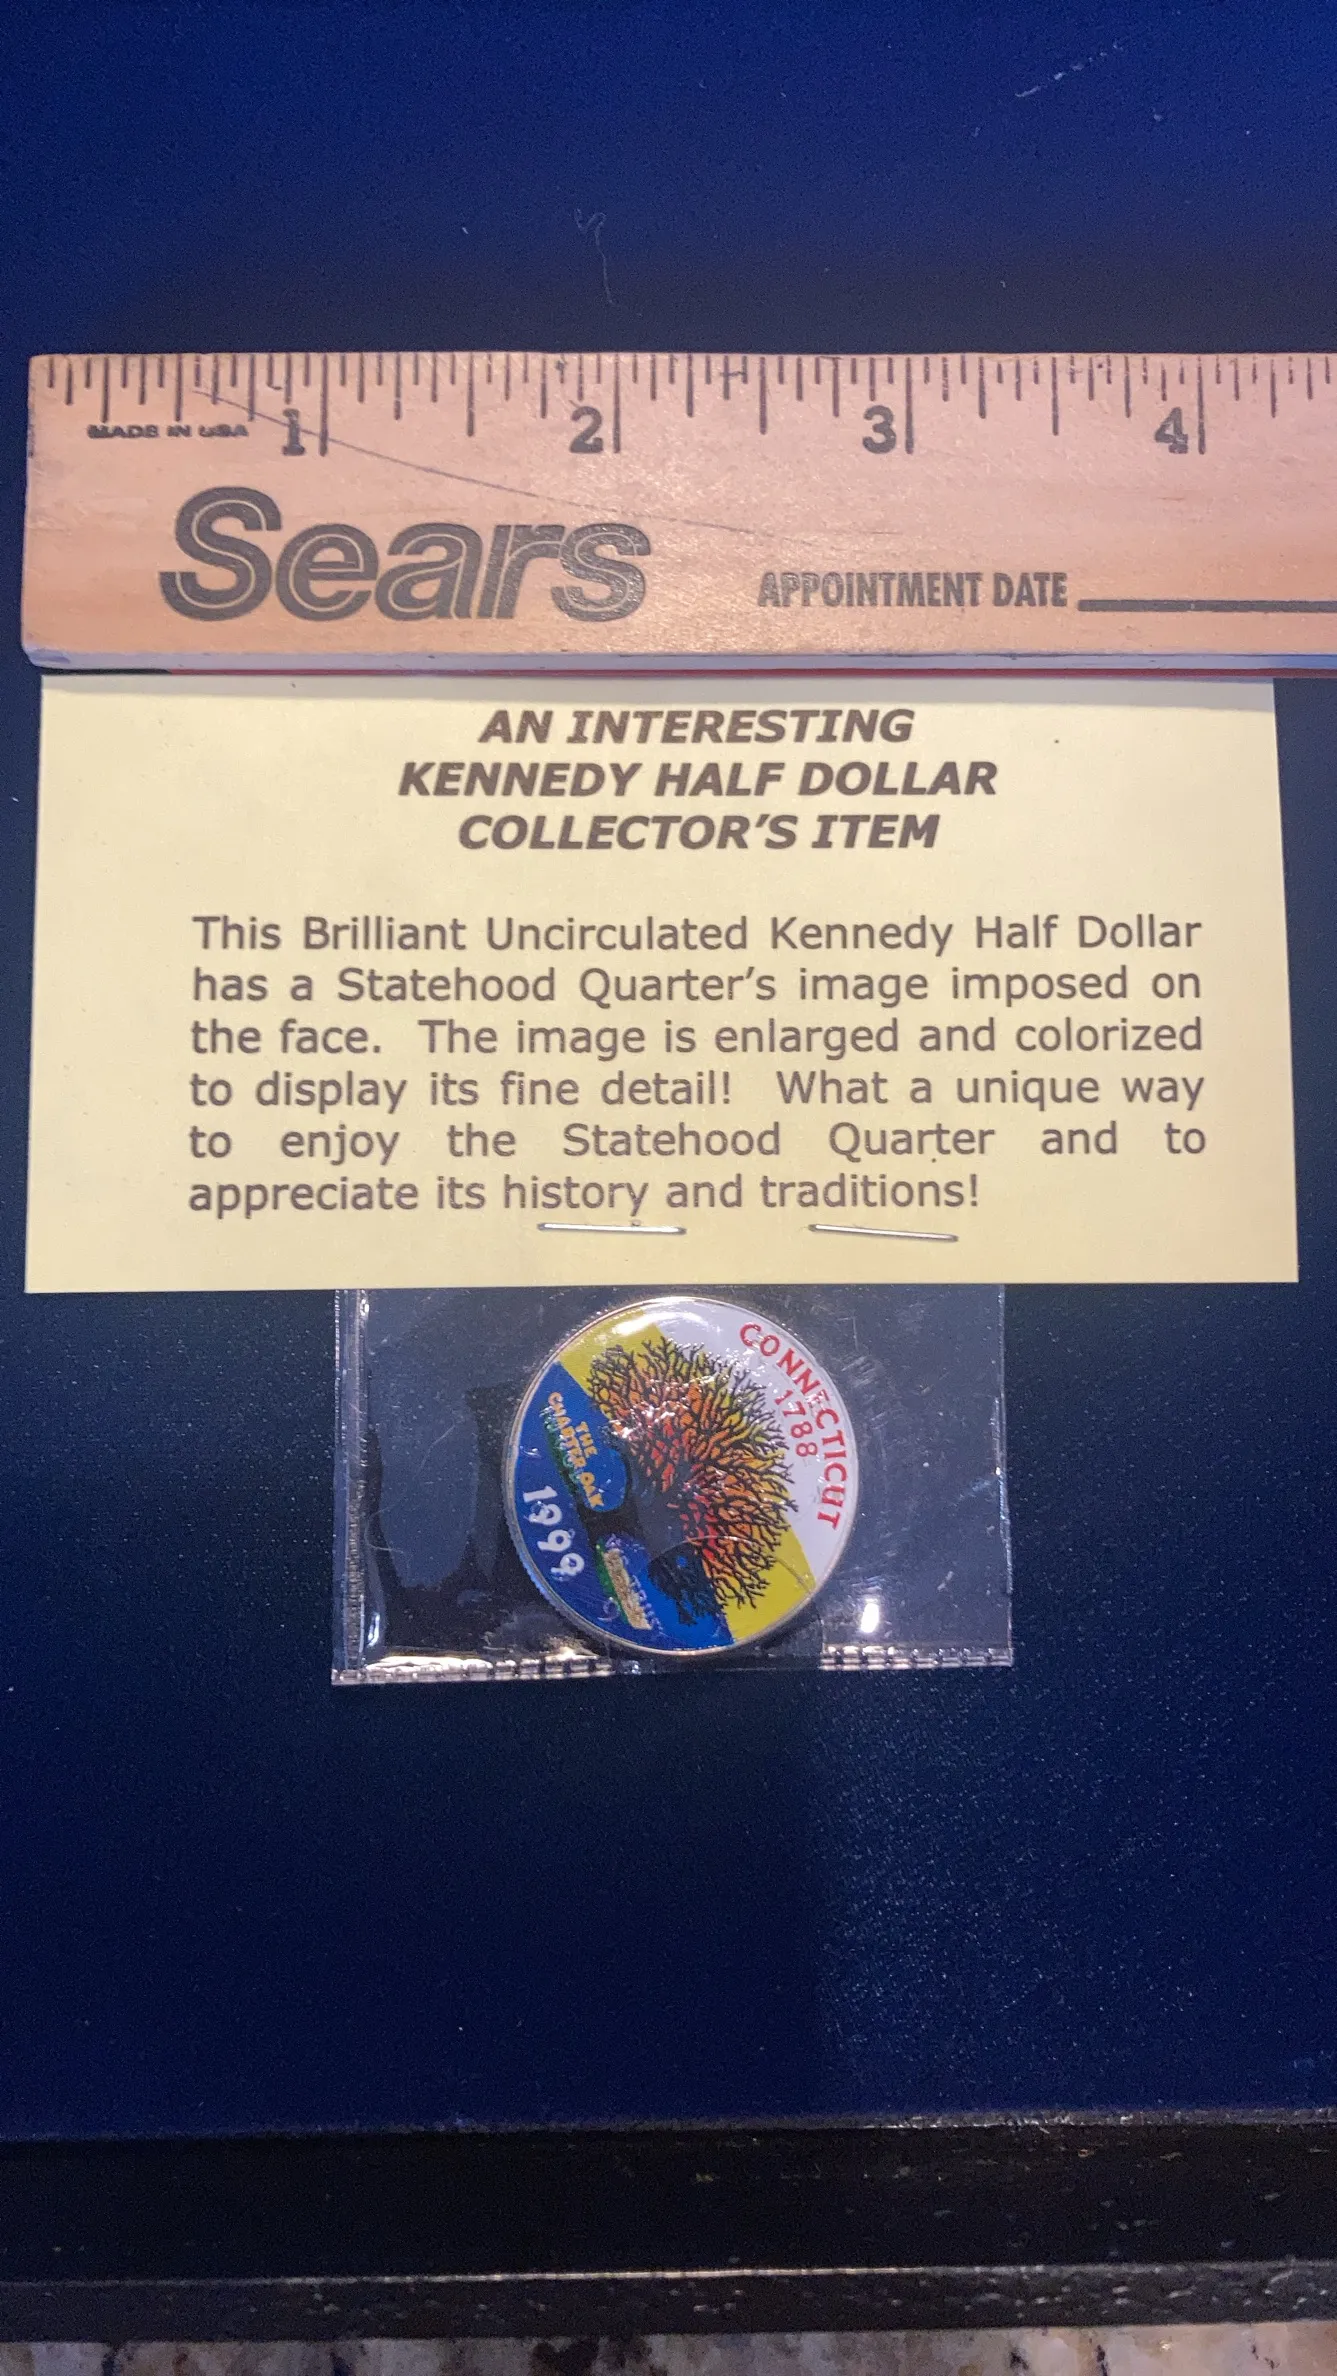 1 2 3 4
MADE IN USA
Sears
APPOINTMENT DATE
AN INTERESTING
KENNEDY HALF DOLLAR
COLLECTOR'S ITEM
This Brilliant Uncirculated Kennedy Half Dollar
has a Statehood Quarter's image imposed on
the face. The image is enlarged and colorized
to display its fine detail! What a unique way
to enjoy the Statehood Quarter and to
appreciate its history and traditions!
CONNECTICUT
1788
THE
CHARTER OAK
1999